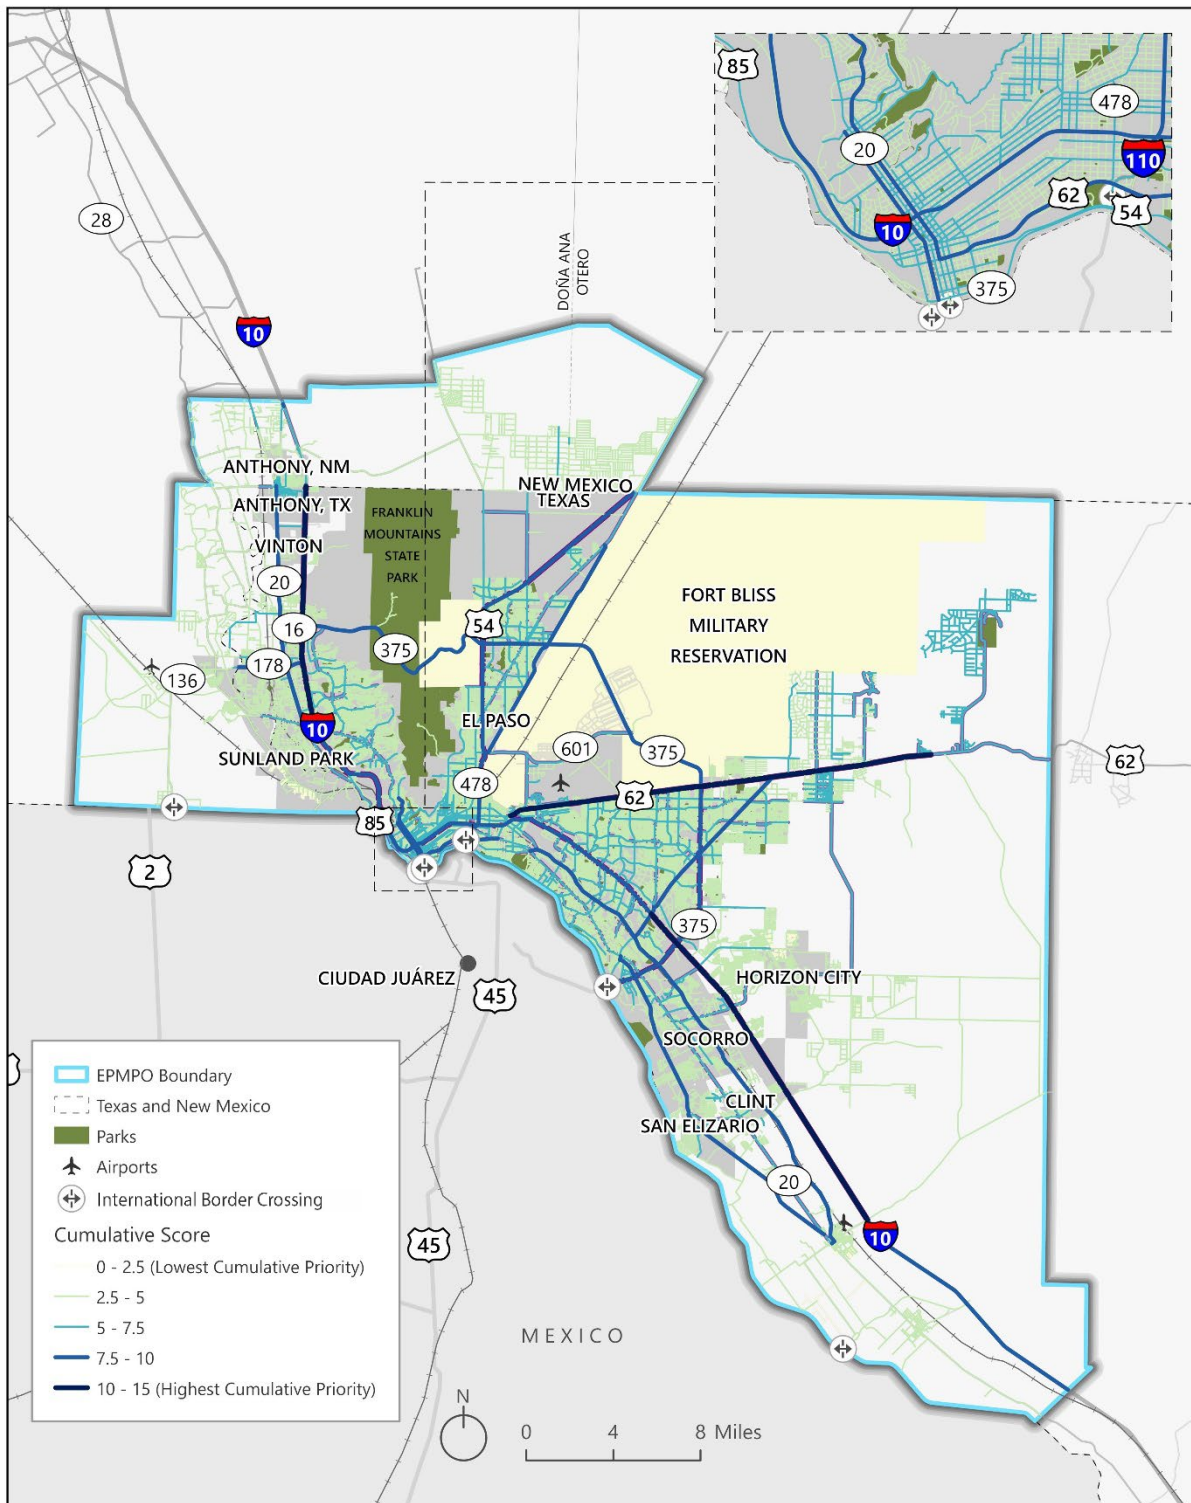 85
478
20
110
62
54
10
375
28
10
DOÑA ANA
OTERO
ANTHONY, NM
ANTHONY, TX
NEW MEXICO
TEXAS
FRANKLIN
MOUNTAINS
STATE
PARK
VINTON
20
16
54
375
178
136
FORT BLISS
MILITARY
RESERVATION
10
EL PASO
SUNLAND PARK
601
375
62
478
62
85
2
375
CIUDAD JUÁREZ
45
HORIZON CITY
SOCORRO
CLINT
SAN ELIZARIO
20
10
45
MEXICO
EPMPO Boundary
Texas and New Mexico
Parks
Airports
International Border Crossing
Cumulative Score
0 - 2.5 (Lowest Cumulative Priority)
2.5 - 5
5 - 7.5
7.5 - 10
10 - 15 (Highest Cumulative Priority)
N
0 4 8 Miles